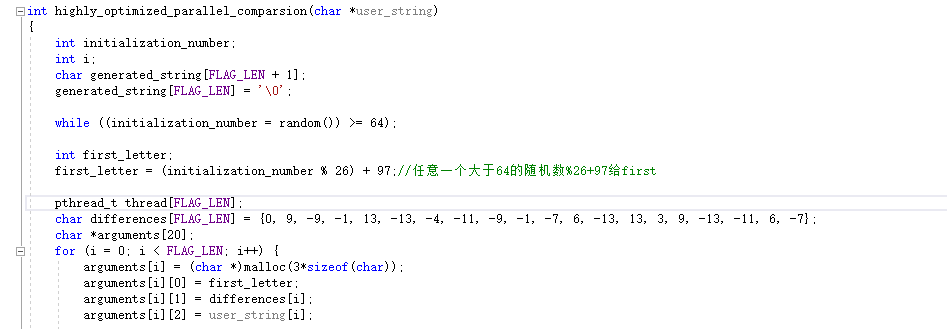 int highly_optimized_parallel_comparsion(char *user_string)
{
int initialization_number;
int i;
char generated_string[FLAG_LEN + 1];
generated_string[FLAG_LEN] = '\0';
while ((initialization_number = random()) >= 64);
int first_letter;
first_letter = (initialization_number % 26) + 97;//任意一个大于64的随机数%26+97给first
pthread_t thread[FLAG_LEN];
char differences[FLAG_LEN] = {0, 9, -9, -1, 13, -13, -4, -11, -9, -1, -7, 6, -13, 13, 3, 9, -13, -11, 6, -7};
char *arguments[20];
for (i = 0; i < FLAG_LEN; i++) {
arguments[i] = (char *)malloc(3*sizeof(char));
arguments[i][0] = first_letter;
arguments[i][1] = differences[i];
arguments[i][2] = user_string[i];